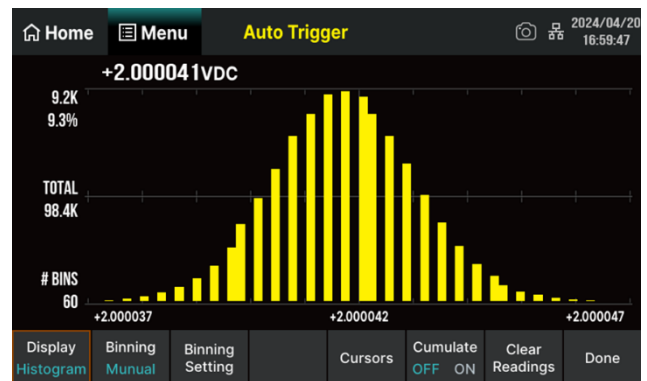 Home Menu Auto Trigger 2024/04/20
16:59:47
+2.000041VDC
9.2K
9.3%
TOTAL
98.4K
# BINS
60
+2.000037 +2.000042 +2.000047
Display Binning Binning Cursors Cumulate Clear Done
Histogram Manual Setting OFF ON Readings